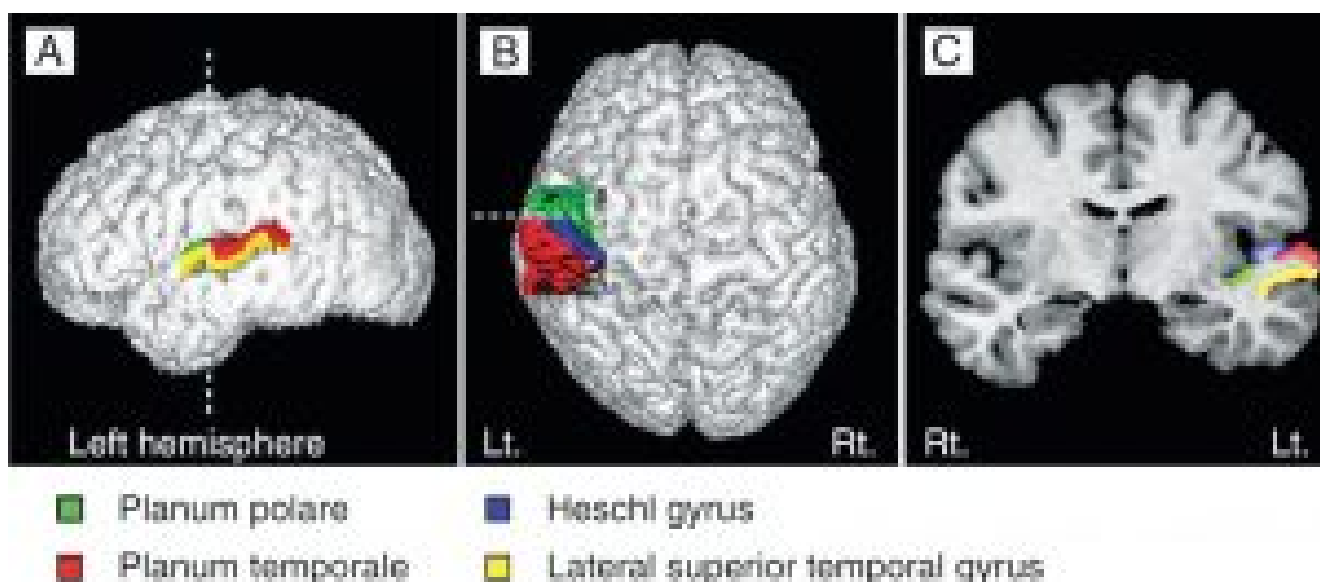 A
B
C
Left hemisphere
Lt.
Rt.
Rt.
Lt.
Planum polare
Heschl gyrus
Planum temporale
Lateral superior temporal gyrus